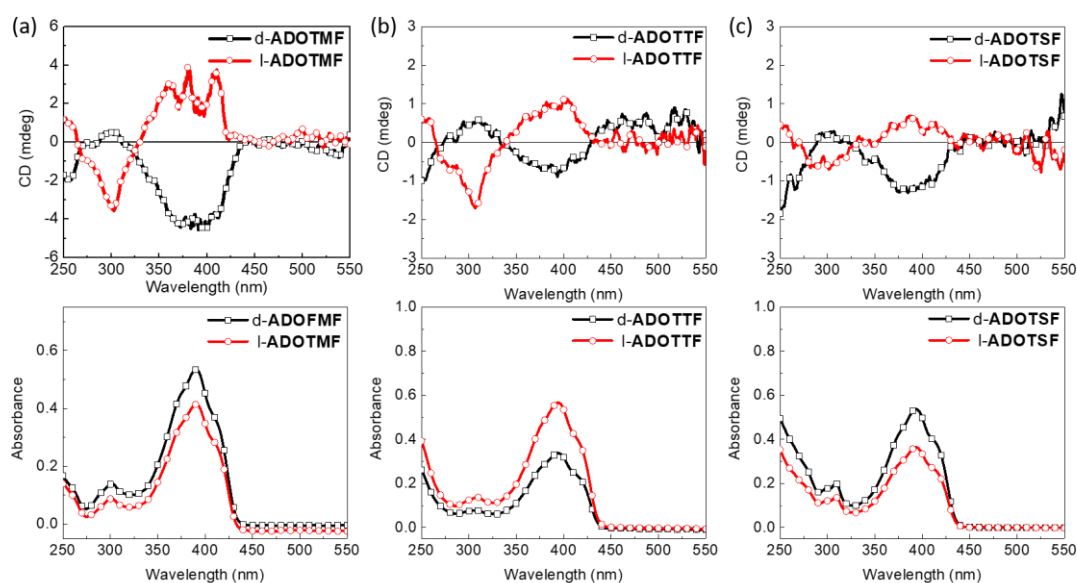 (a)
CD (mdeg)
6
4
2
0
-2
-4
-6
d-ADOTMF
l-ADOTMF
250 300 350 400 450 500 550
Wavelength (nm)
(b)
CD (mdeg)
3
2
1
0
-1
-2
-3
d-ADOTTF
l-ADOTTF
250 300 350 400 450 500 550
Wavelength (nm)
(c)
CD (mdeg)
3
2
1
0
-1
-2
-3
d-ADOTSF
l-ADOTSF
250 300 350 400 450 500 550
Wavelength (nm)
Absorbance
0.6
0.4
0.2
0.0
d-ADOFMF
l-ADOTMF
250 300 350 400 450 500 550
Wavelength (nm)
Absorbance
1.0
0.8
0.6
0.4
0.2
0.0
d-ADOTTF
l-ADOTTF
250 300 350 400 450 500 550
Wavelength (nm)
Absorbance
1.0
0.8
0.6
0.4
0.2
0.0
d-ADOTSF
l-ADOTSF
250 300 350 400 450 500 550
Wavelength (nm)